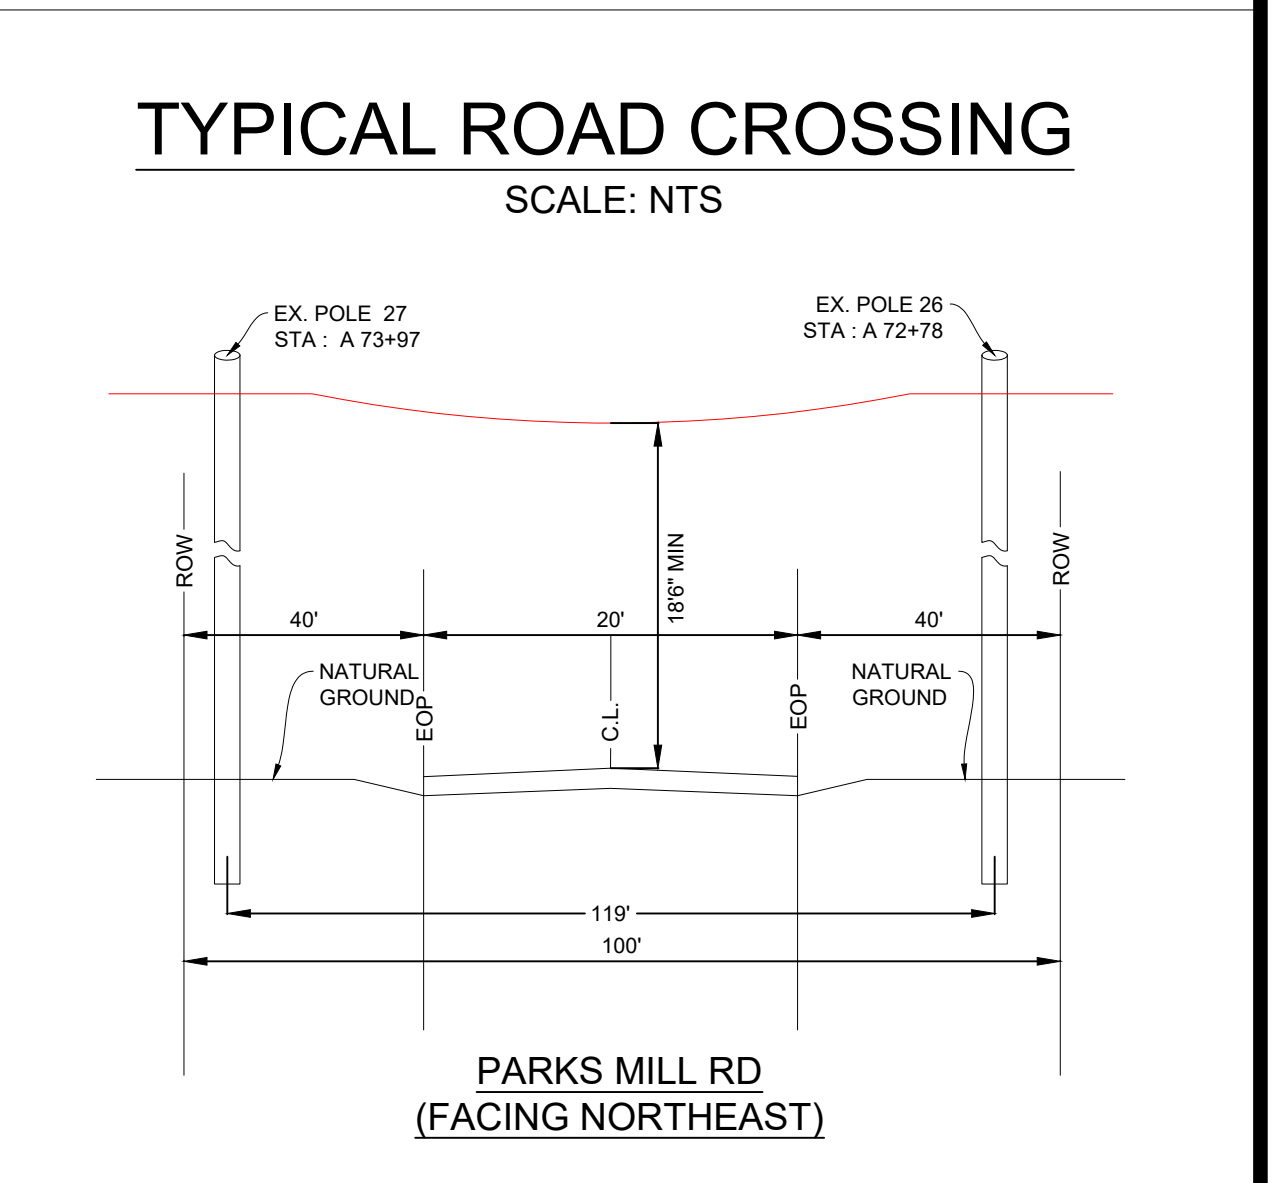 TYPICAL ROAD CROSSING
SCALE: NTS
EX. POLE 27
STA : A 73+97
EX. POLE 26
STA : A 72+78
ROW
ROW
18'6" MIN
40'
20'
40'
NATURAL
GROUND
NATURAL
GROUND
EOP
C.L.
EOP
119'
100'
PARKS MILL RD
(FACING NORTHEAST)